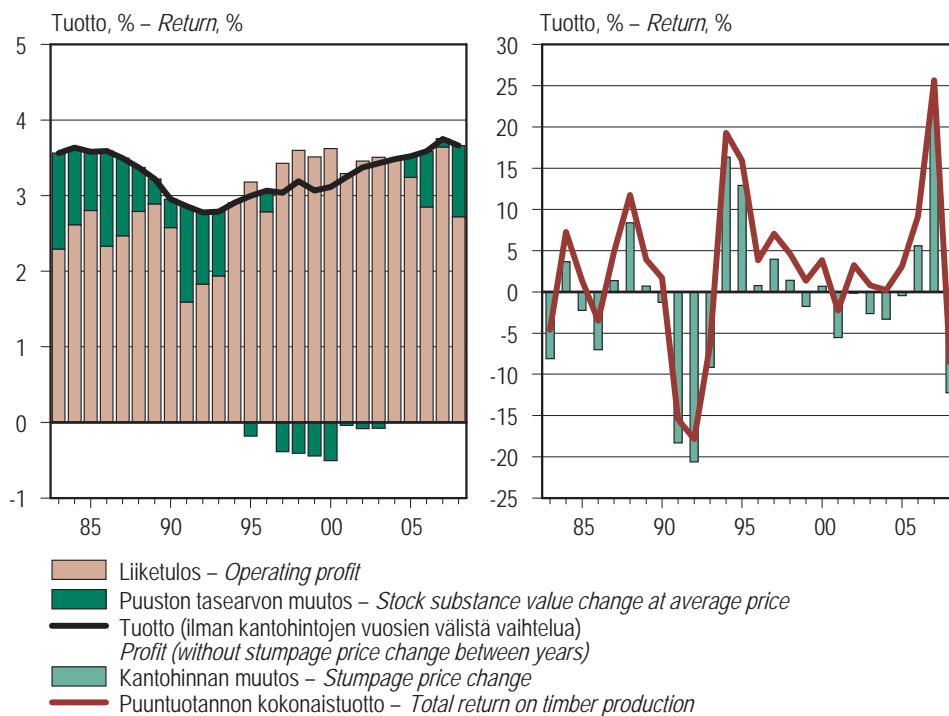 Tuotto, % – Return, %
5
4
3
2
1
0
-1
85 90 95 00 05
Tuotto, % – Return, %
30
25
20
15
10
5
0
-5
-10
-15
-20
-25
85 90 95 00 05
Liiketulos – Operating profit
Puuston tasearvon muutos – Stock substance value change at average price
Tuotto (ilman kantohintojen vuosien välistä vaihtelua)
Profit (without stumpage price change between years)
Kantohinnan muutos – Stumpage price change
Puuntuotannon kokonaistuotto – Total return on timber production